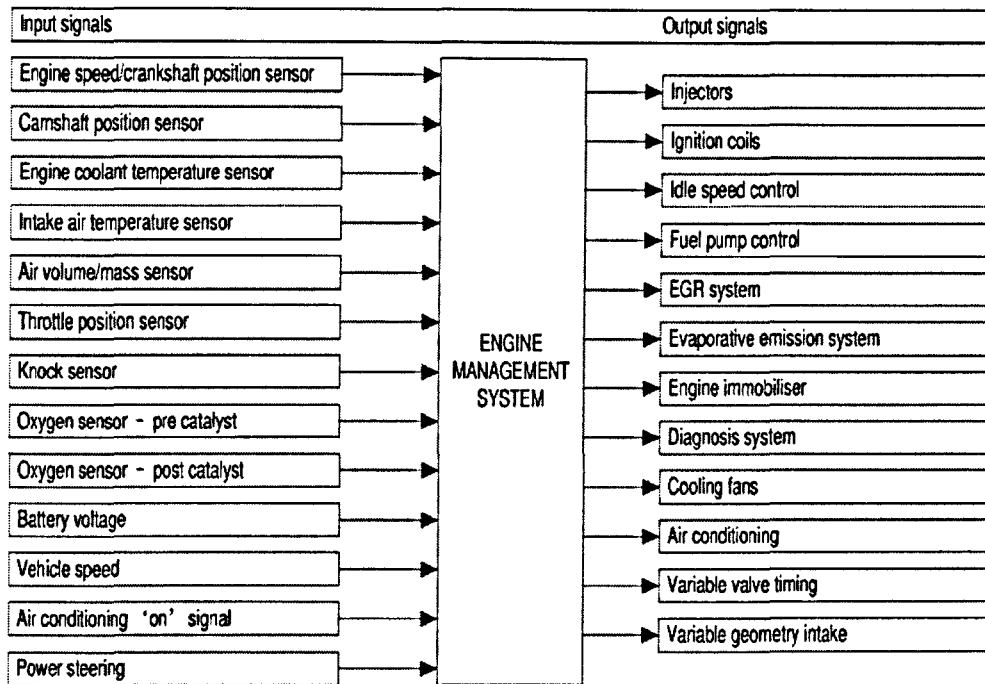 Input signals
Output signals
Engine speed/crankshaft position sensor
Camshaft position sensor
Engine coolant temperature sensor
Intake air temperature sensor
Air volume/mass sensor
Throttle position sensor
Knock sensor
Oxygen sensor - pre catalyst
Oxygen sensor - post catalyst
Battery voltage
Vehicle speed
Air conditioning ‘on’ signal
Power steering
ENGINE
MANAGEMENT
SYSTEM
Injectors
Ignition coils
Idle speed control
Fuel pump control
EGR system
Evaporative emission system
Engine immobiliser
Diagnosis system
Cooling fans
Air conditioning
Variable valve timing
Variable geometry intake